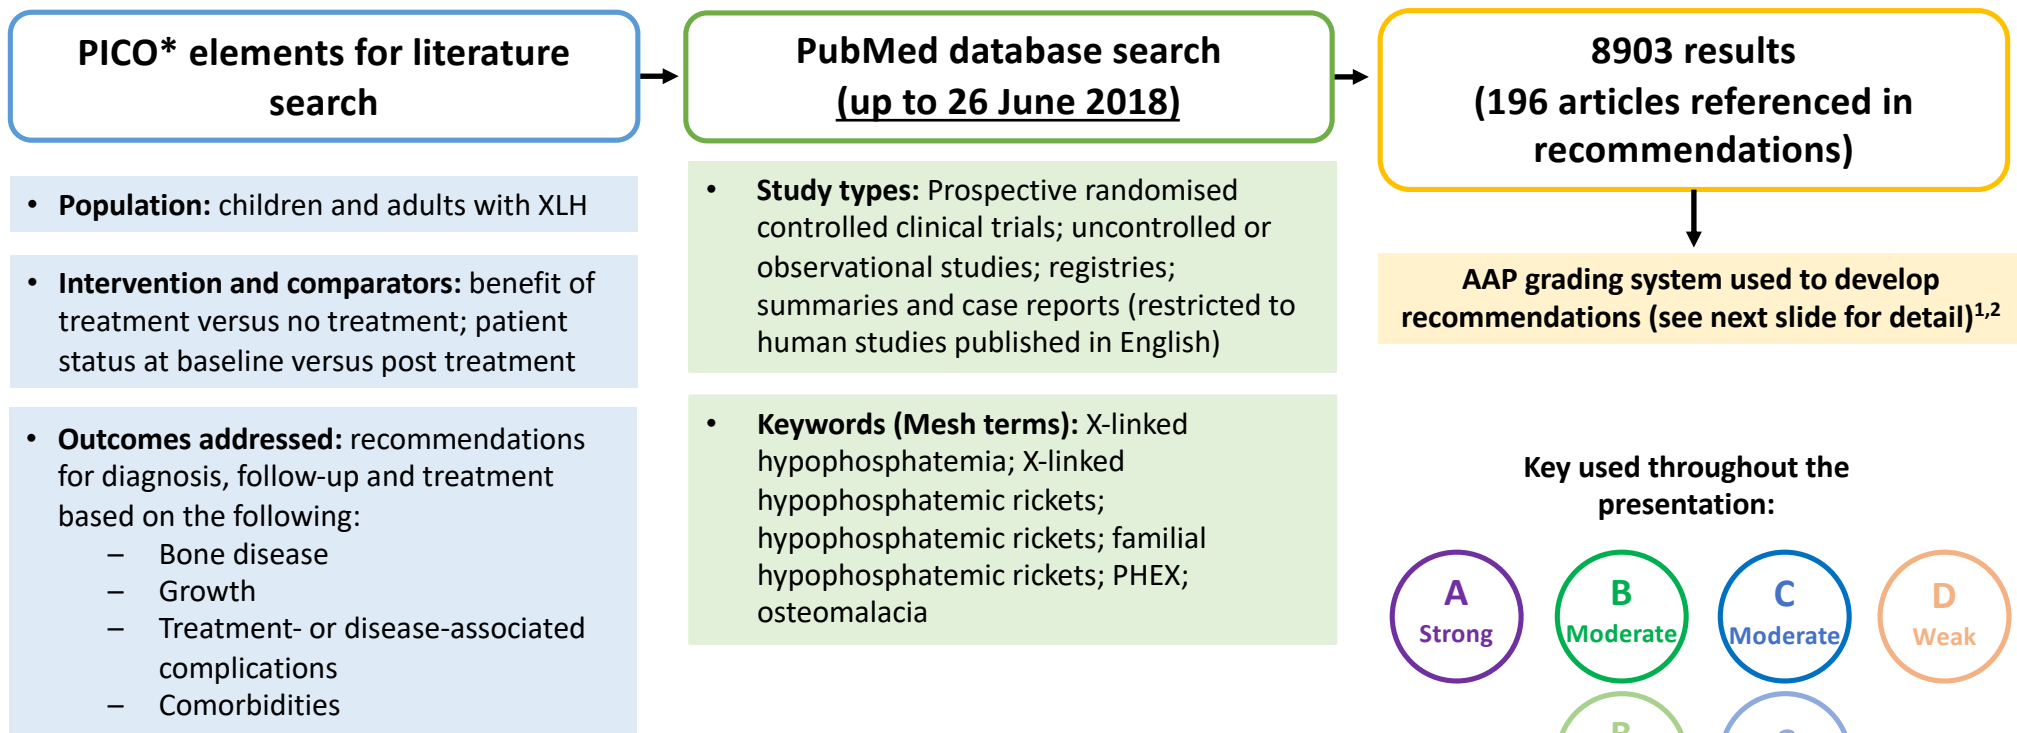 PICO* elements for literature
search
• Population: children and adults with XLH
• Intervention and comparators: benefit of
treatment versus no treatment; patient
status at baseline versus post treatment
• Outcomes addressed: recommendations
for diagnosis, follow-up and treatment
based on the following:
– Bone disease
– Growth
– Treatment- or disease-associated
complications
– Comorbidities
PubMed database search
(up to 26 June 2018)
• Study types: Prospective randomised
controlled clinical trials; uncontrolled or
observational studies; registries;
summaries and case reports (restricted to
human studies published in English)
• Keywords (Mesh terms): X-linked
hypophosphatemia; X-linked
hypophosphatemic rickets;
hypophosphatemic rickets; familial
hypophosphatemic rickets; PHEX;
osteomalacia
8903 results
(196 articles referenced in
recommendations)
AAP grading system used to develop
recommendations (see next slide for detail)1,2
Key used throughout the
presentation:
A
Strong
B
Moderate
C
Moderate
D
Weak